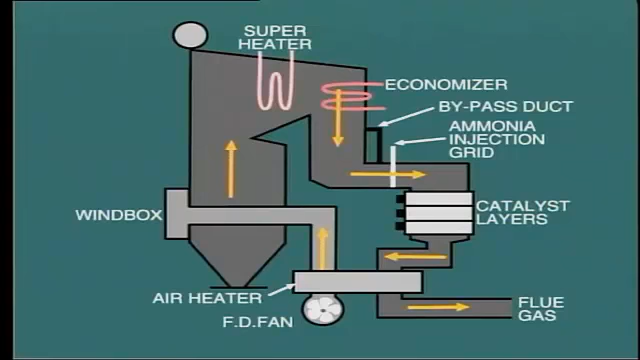 SUPER
HEATER
ECONOMIZER
BY-PASS DUCT
AMMONIA
INJECTION
GRID
CATALYST
LAYERS
WINDBOX
AIR HEATER
F.D.FAN
FLUE
GAS